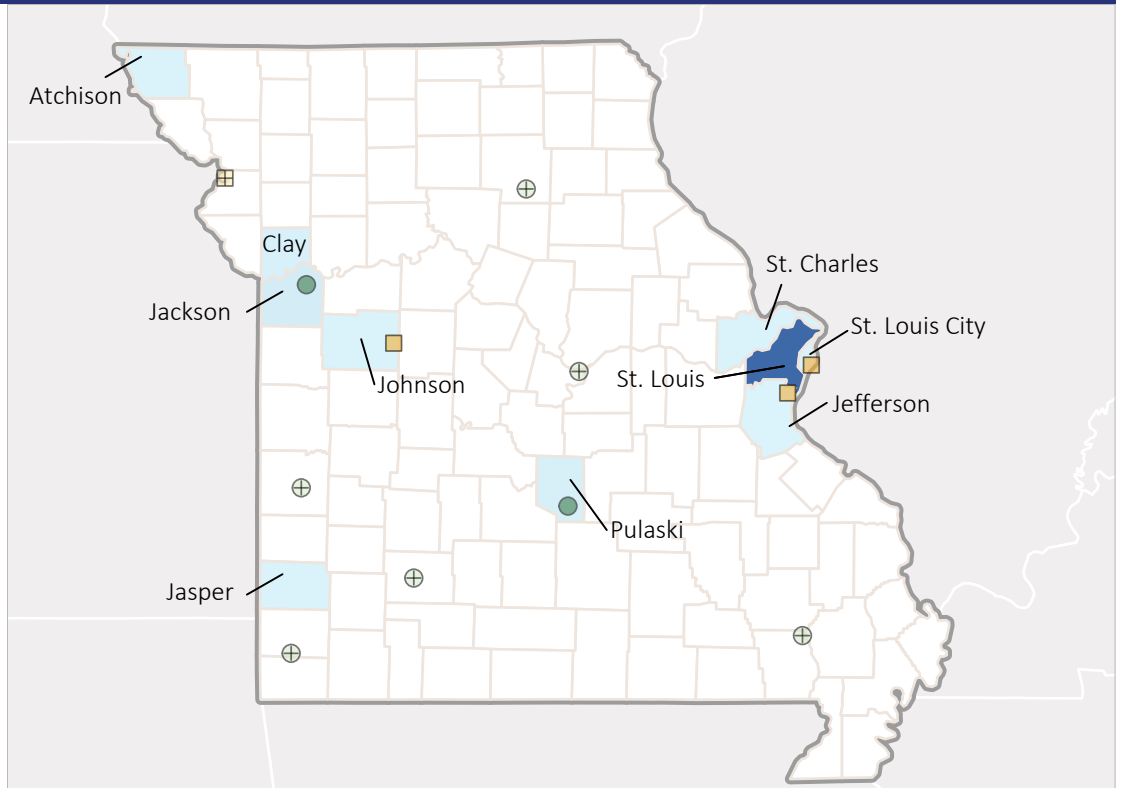 Atchison
Clay
St. Charles
Jackson
St. Louis City
St. Louis
Johnson
Jefferson
Pulaski
Jasper